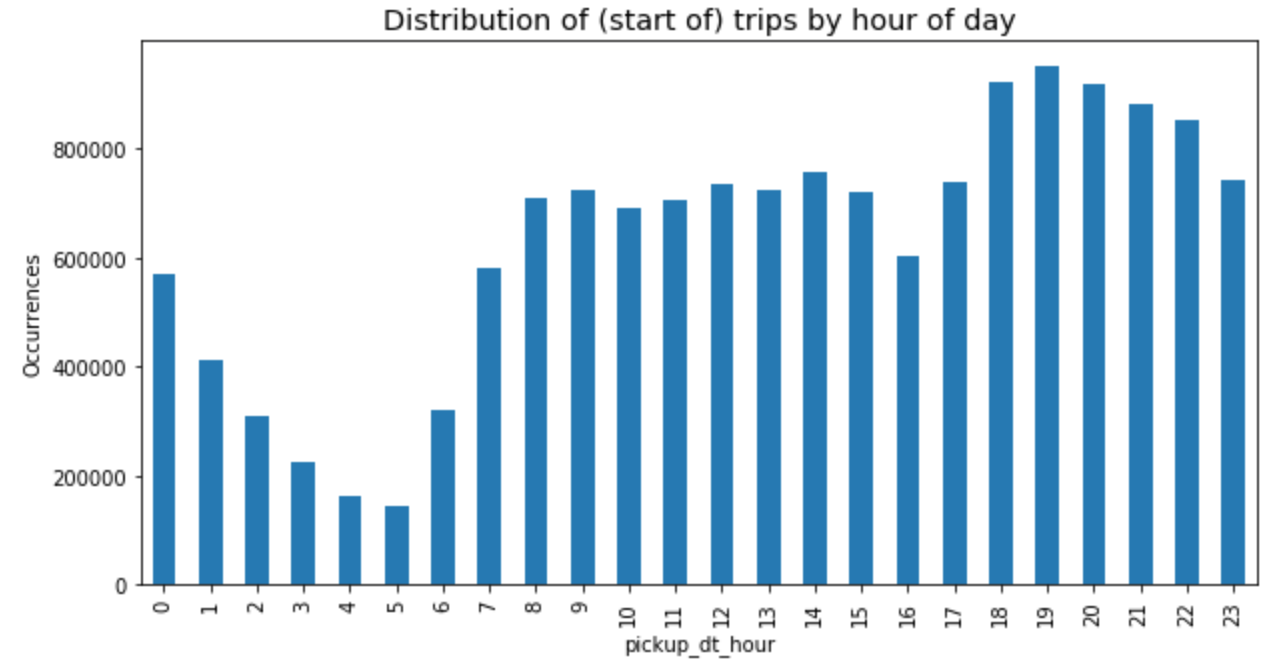 Distribution of (start of) trips by hour of day
Occurrences
800000
600000
400000
200000
0
0 1 2 3 4 5 6 7 8 9 10 11 12 13 14 15 16 17 18 19 20 21 22 23
pickup_dt_hour